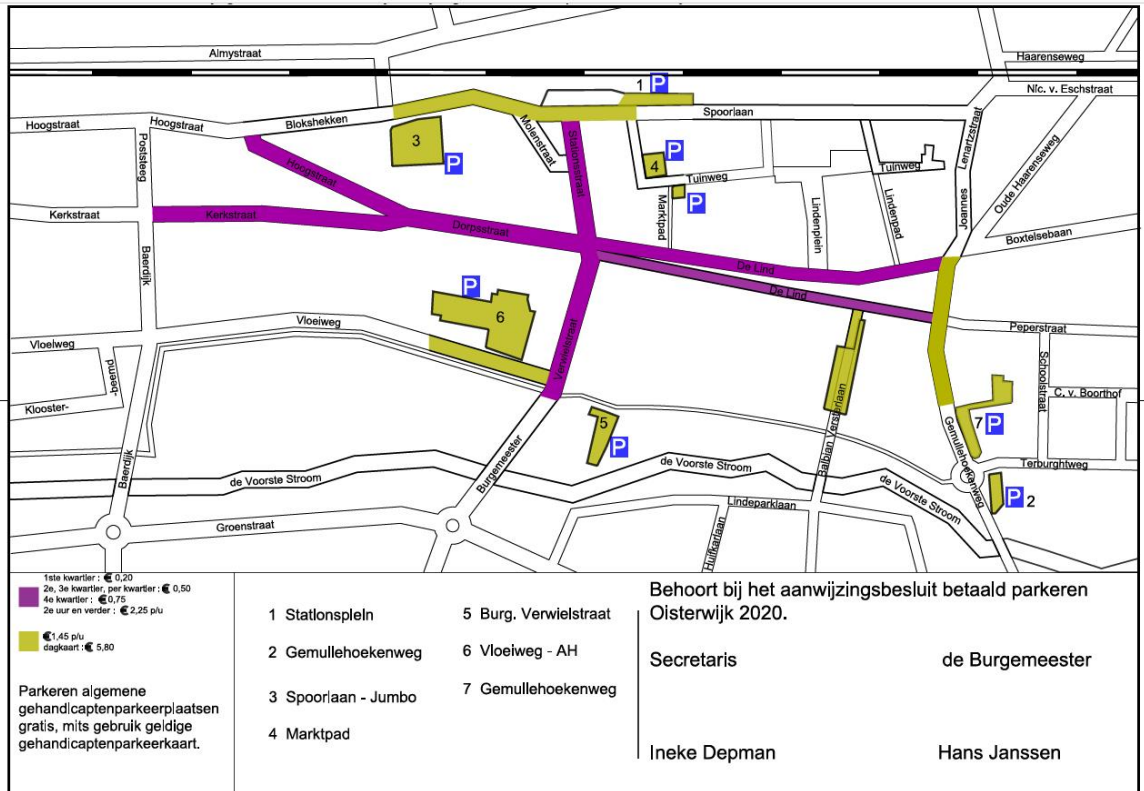 Almystraat
Haarenseweg
1 P
Nic. v. Eschstraat
Hoogstraat
Hoogstraat
Blokshekken
Spoorlaan
Poststeeg
3
P
Molenstraat
Stationsstraat
4
P
Tuinweg
P
Marktpad
Tuinweg
Lindenplein
Lindenpad
Joannes Lenartzstraat
Oude Haarenseweg
Hoogstraat
Kerkstraat
Kerkstraat
Dorpsstraat
Boxtelsebaan
Baerdijk
De Lind
De Lind
P
6
Vloeiweg
Vloeiweg
Verwielstraat
Peperstraat
Schoolstraat
C. v. Boorthof
Klooster-
beemd
5
P
Balbian Versterlaan
7
P
Gemullehoekenweg
Terburghtweg
Baerdijk
de Voorste Stroom
Burgemeester
de Voorste Stroom
de Voorste Stroom
P 2
Groenstraat
Lindeparklaan
1ste kwartier : € 0,20
2e, 3e kwartier, per kwartier : € 0,50
4e kwartier : €0,75
2e uur en verder : € 2,25 p/u
€1,45 p/u
dagkaart : € 5,80
Parkeren algemene
gehandicaptenparkeerplaatsen
gratis, mits gebruik geldige
gehandicaptenparkeerkaart.
1 Stationsplein
2 Gemullehoekenweg
3 Spoorlaan - Jumbo
4 Marktpad
5 Burg. Verwielstraat
6 Vloeiweg - AH
7 Gemullehoekenweg
Behoort bij het aanwijzingsbesluit betaald parkeren
Oisterwijk 2020.
Secretaris de Burgemeester
Ineke Depman Hans Janssen